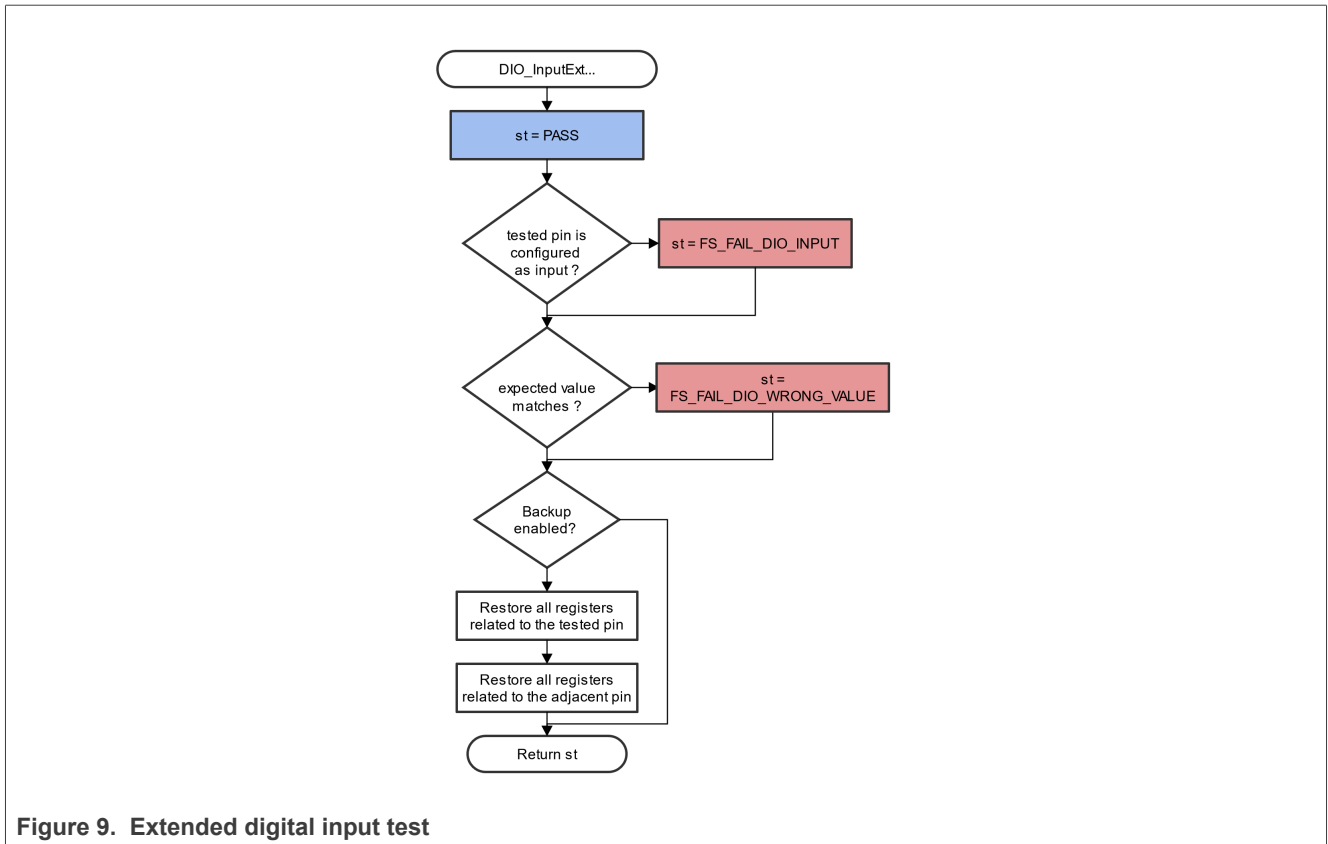 DIO_InputExt...
st = PASS
tested pin is
configured
as input ?
st = FS_FAIL_DIO_INPUT
expected value
matches ?
st =
FS_FAIL_DIO_WRONG_VALUE
Backup
enabled?
Restore all registers
related to the tested pin
Restore all registers
related to the adjacent pin
Return st
Figure 9. Extended digital input test